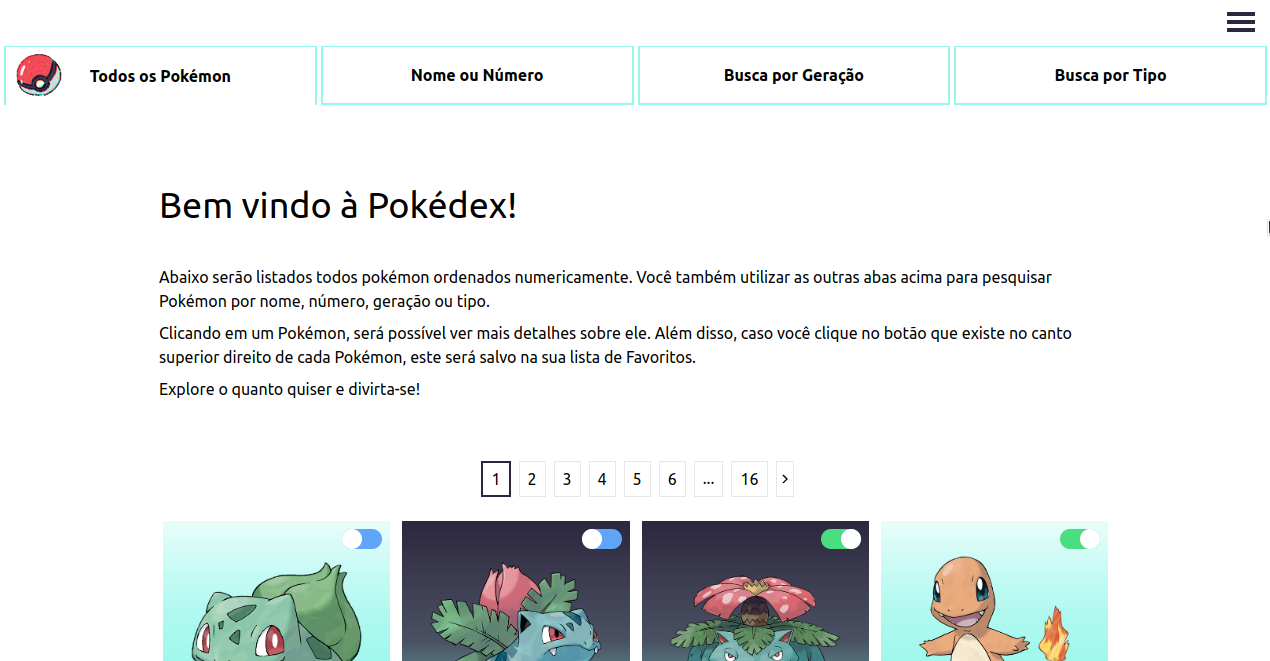 Todos os Pokémon
Nome ou Número
Busca por Geração
Busca por Tipo
Bem vindo à Pokédex!
Abaixo serão listados todos pokémon ordenados numericamente. Você também utilizar as outras abas acima para pesquisar
Pokémon por nome, número, geração ou tipo.
Clicando em um Pokémon, será possível ver mais detalhes sobre ele. Além disso, caso você clique no botão que existe no canto
superior direito de cada Pokémon, este será salvo na sua lista de Favoritos.
Explore o quanto quiser e divirta-se!
1 2 3 4 5 6 ... 16 >